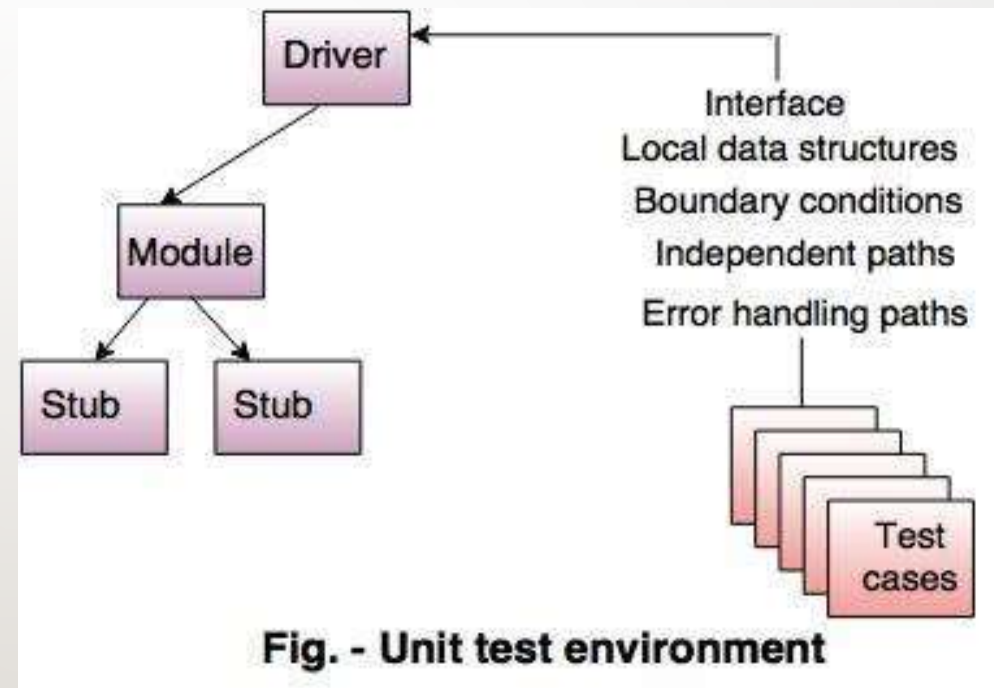 Driver
Interface
Local data structures
Boundary conditions
Module
Independent paths
Error handling paths
Stub
Stub
Test
cases
Fig. - Unit test environment